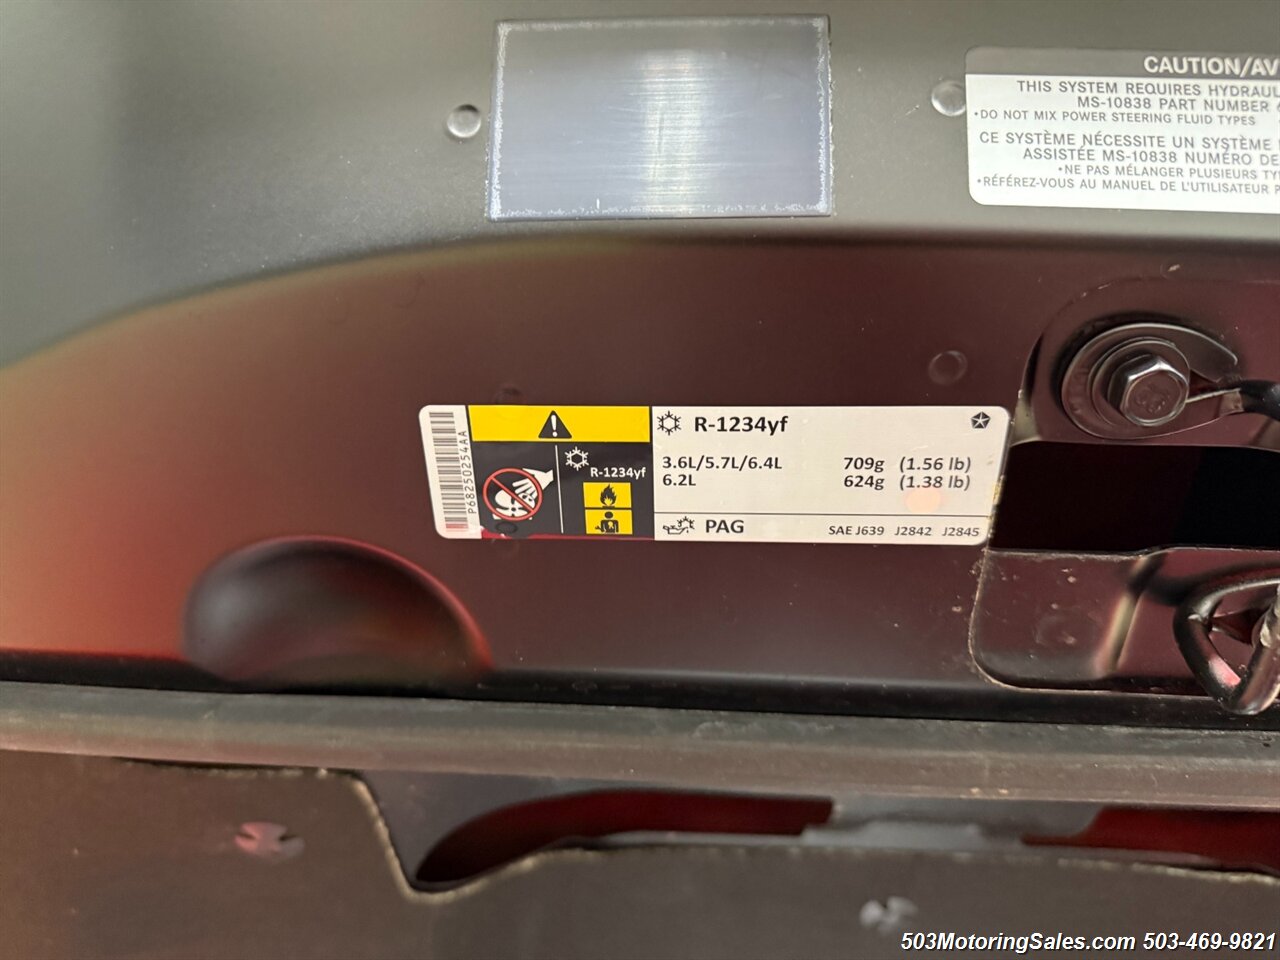 CAUTION/AV
THIS SYSTEM REQUIRES HYDRAUL
MS-10838 PART NUMBER
•DO NOT MIX POWER STEERING FLUID TYPES
CE SYSTÈME NÉCESSITE UN SYSTÈME
ASSISTÉE MS-10838 NUMÉRO DE
•NE PAS MÉLANGER PLUSIEURS TY
•RÉFÉREZ-VOUS AU MANUEL DE L'UTILISATEUR P
P68250254AA
R-1234yf
R-1234yf
3.6L/5.7L/6.4L 709g (1.56 lb)
6.2L 624g (1.38 lb)
PAG SAE J639 J2842 J2845
503MotoringSales.com 503-469-9821